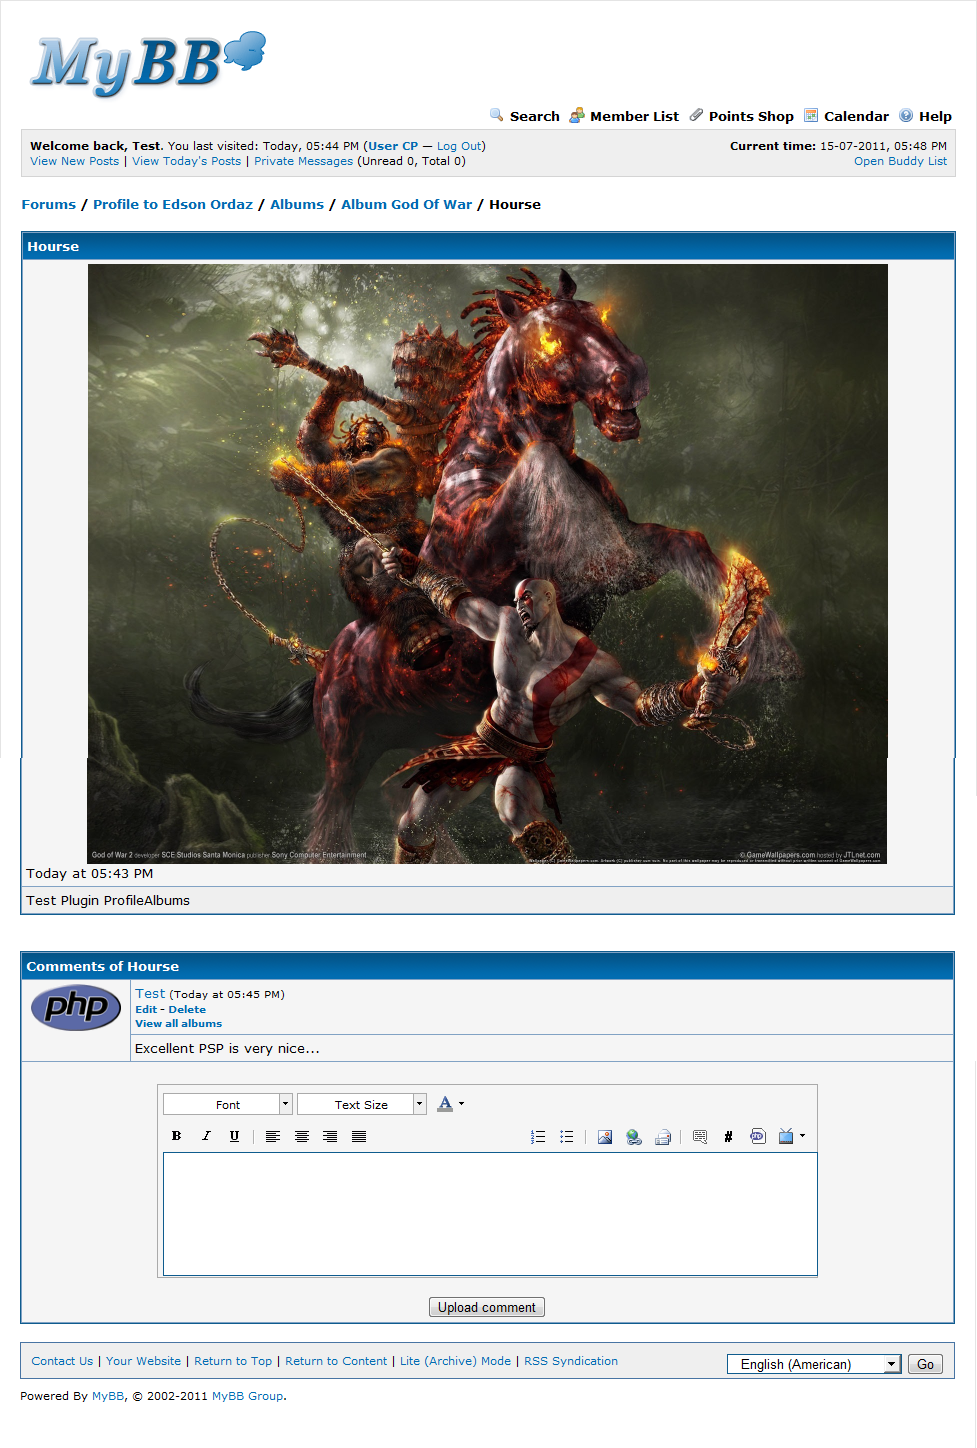 MyBB
Search Member List Points Shop Calendar Help
Welcome back, Test. You last visited: Today, 05:44 PM (User CP — Log Out)
Current time: 15-07-2011, 05:48 PM
View New Posts | View Today's Posts | Private Messages (Unread 0, Total 0)
Open Buddy List
Forums / Profile to Edson Ordaz / Albums / Album God Of War / Hourse
Hourse
God of War 2 developer SCE Studios Santa Monica publisher Sony Computer Entertainment
© GameWallpapers.com hosted by JTLnet.com
Today at 05:43 PM
Test Plugin ProfileAlbums
Comments of Hourse
php
Test (Today at 05:45 PM)
Edit - Delete
View all albums
Excellent PSP is very nice...
Font Text Size A
B I U #
Upload comment
Contact Us | Your Website | Return to Top | Return to Content | Lite (Archive) Mode | RSS Syndication
English (American) Go
Powered By MyBB, © 2002-2011 MyBB Group.